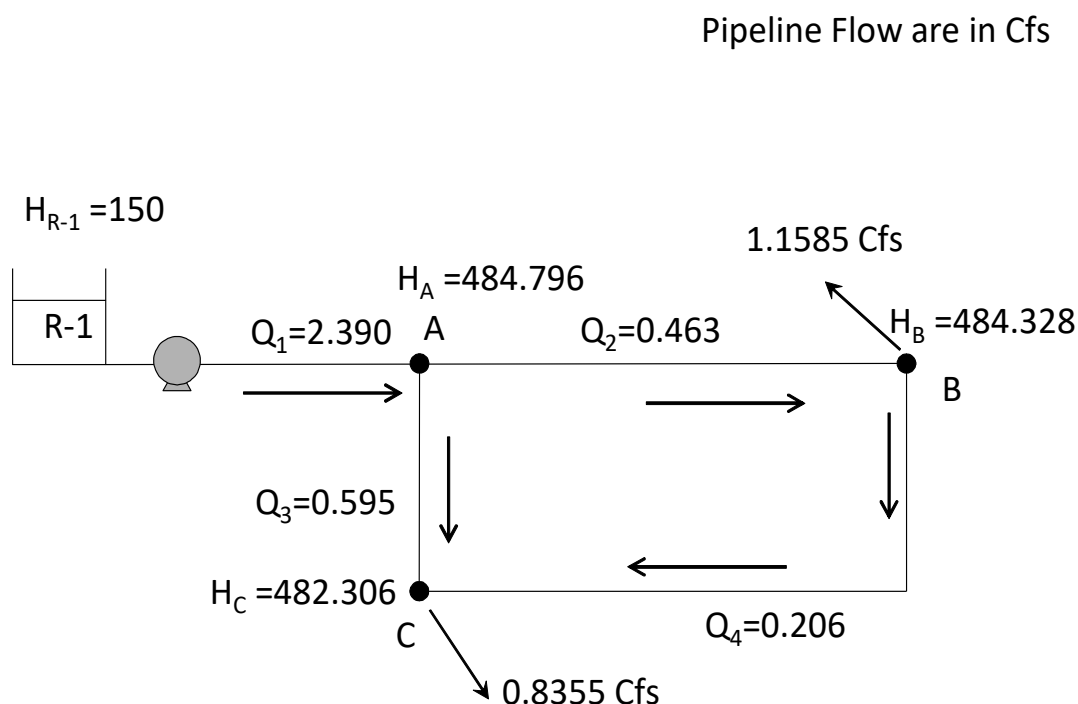 Pipeline Flow are in Cfs
H_R-1 =150
1.1585 Cfs
H_A =484.796
R-1
Q_1=2.390
A
Q_2=0.463
H_B =484.328
B
Q_3=0.595
H_C =482.306
C
Q_4=0.206
0.8355 Cfs